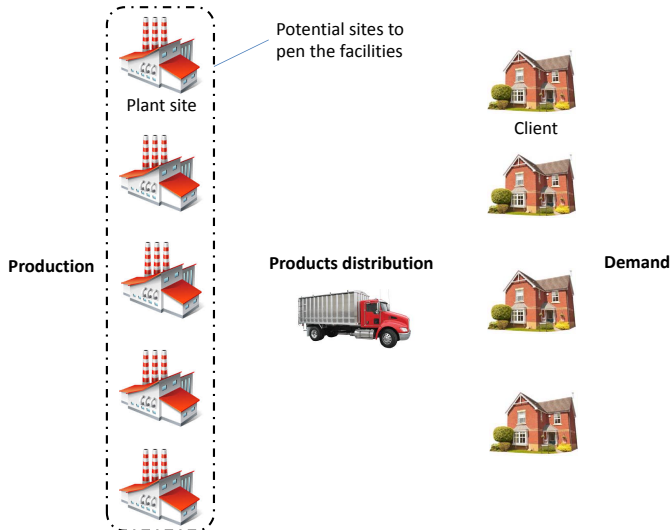 Potential sites to
pen the facilities
Plant site
Client
Production
Products distribution
Demand